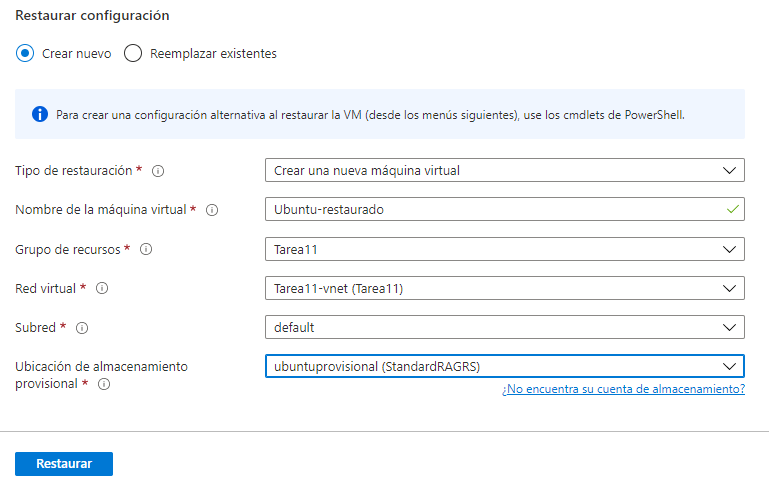 Restaurar configuración
Crear nuevo Reemplazar existentes
Para crear una configuración alternativa al restaurar la VM (desde los menús siguientes), use los cmdlets de PowerShell.
Tipo de restauración * Crear una nueva máquina virtual
Nombre de la máquina virtual * Ubuntu-restaurado
Grupo de recursos * Tarea11
Red virtual * Tarea11-vnet (Tarea11)
Subred * default
Ubicación de almacenamiento
provisional * ubuntuprovisional (StandardRAGRS)
¿No encuentra su cuenta de almacenamiento?
Restaurar